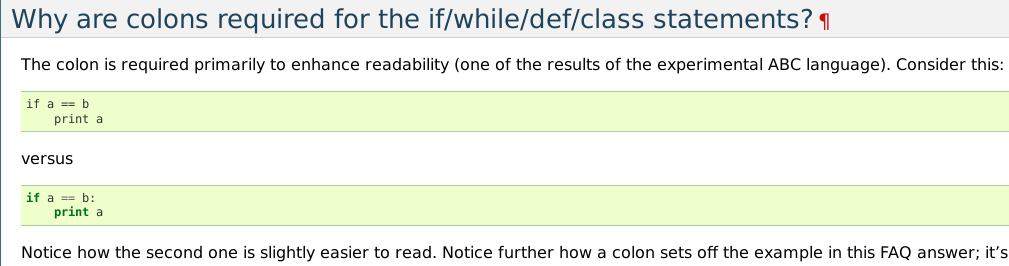 Why are colons required for the if/while/def/class statements? ¶
The colon is required primarily to enhance readability (one of the results of the experimental ABC language). Consider this:
if a == b
    print a
versus
if a == b:
    print a
Notice how the second one is slightly easier to read. Notice further how a colon sets off the example in this FAQ answer; it’s